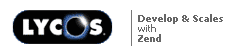 LYCOS
Develop & Scales
with
Zend